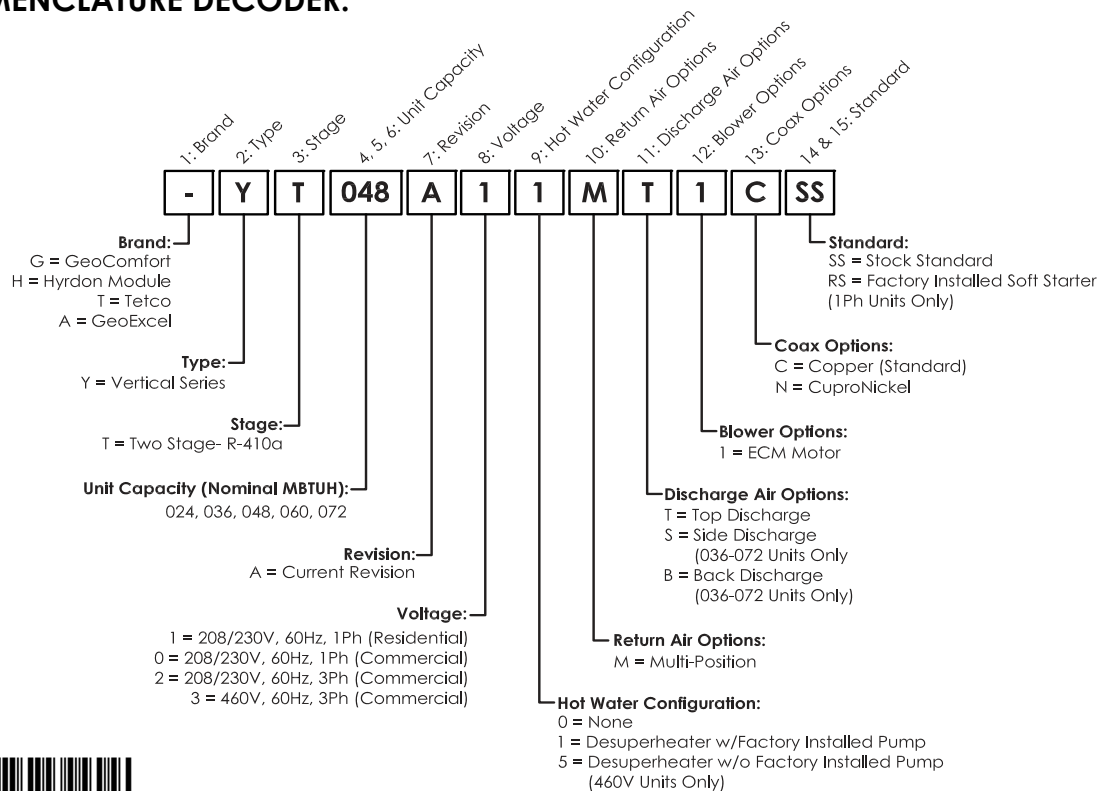 MENCLATURE DECODER:
1: Brand
2: Type
3: Stage
4, 5, 6: Unit Capacity
7: Revision
8: Voltage
9: Hot Water Configuration
10: Return Air Options
11: Discharge Air Options
12: Blower Options
13: Coax Options
14 & 15: Standard
- Y T 048 A 1 1 M T 1 C SS
Brand:
G = GeoComfort
H = Hyrdon Module
T = Tetco
A = GeoExcel
Type:
Y = Vertical Series
Stage:
T = Two Stage- R-410a
Unit Capacity (Nominal MBTUH):
024, 036, 048, 060, 072
Revision:
A = Current Revision
Voltage:
1 = 208/230V, 60Hz, 1Ph (Residential)
0 = 208/230V, 60Hz, 1Ph (Commercial)
2 = 208/230V, 60Hz, 3Ph (Commercial)
3 = 460V, 60Hz, 3Ph (Commercial)
Standard:
SS = Stock Standard
RS = Factory Installed Soft Starter
(1Ph Units Only)
Coax Options:
C = Copper (Standard)
N = CuproNickel
Blower Options:
1 = ECM Motor
Discharge Air Options:
T = Top Discharge
S = Side Discharge
(036-072 Units Only
B = Back Discharge
(036-072 Units Only)
Return Air Options:
M = Multi-Position
Hot Water Configuration:
0 = None
1 = Desuperheater w/Factory Installed Pump
5 = Desuperheater w/o Factory Installed Pump
(460V Units Only)